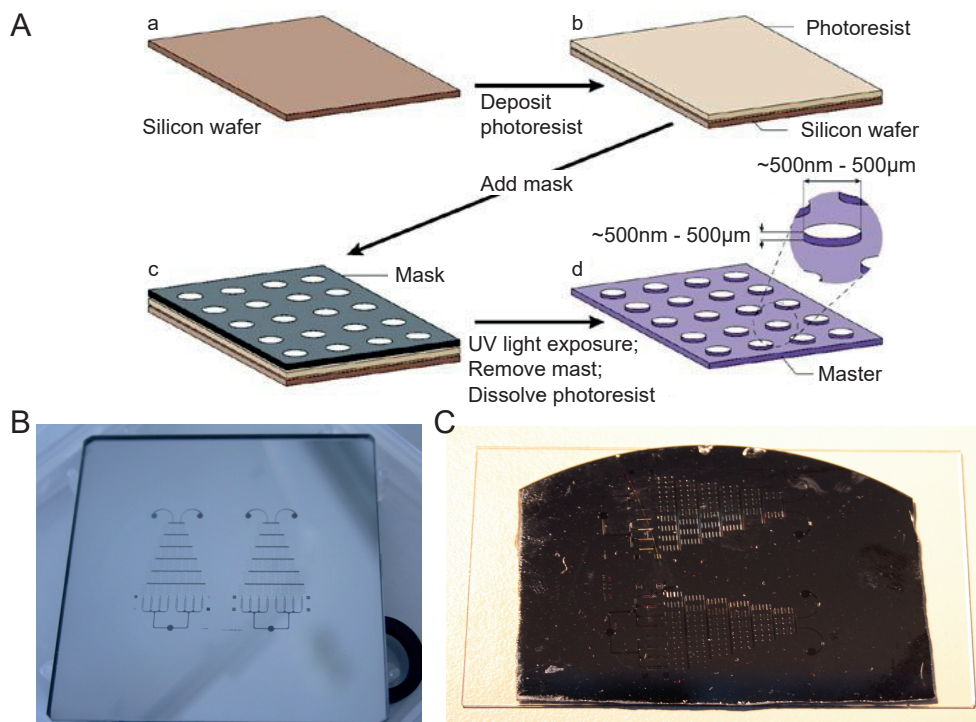 A
a
b
Photoresist
Silicon wafer
Deposit
photoresist
Silicon wafer
~500nm - 500µm
Add mask
~500nm - 500µm
c
Mask
d
UV light exposure;
Remove mast;
Dissolve photoresist
Master
B
C